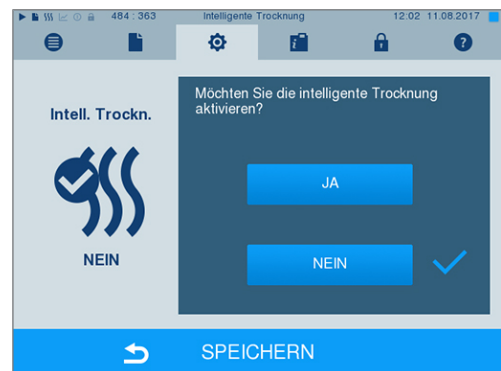 484 : 363 Intelligente Trocknung 12:02 11.08.2017
Intell. Trockn.
NEIN
Möchten Sie die intelligente Trocknung
aktivieren?
JA
NEIN
SPEICHERN